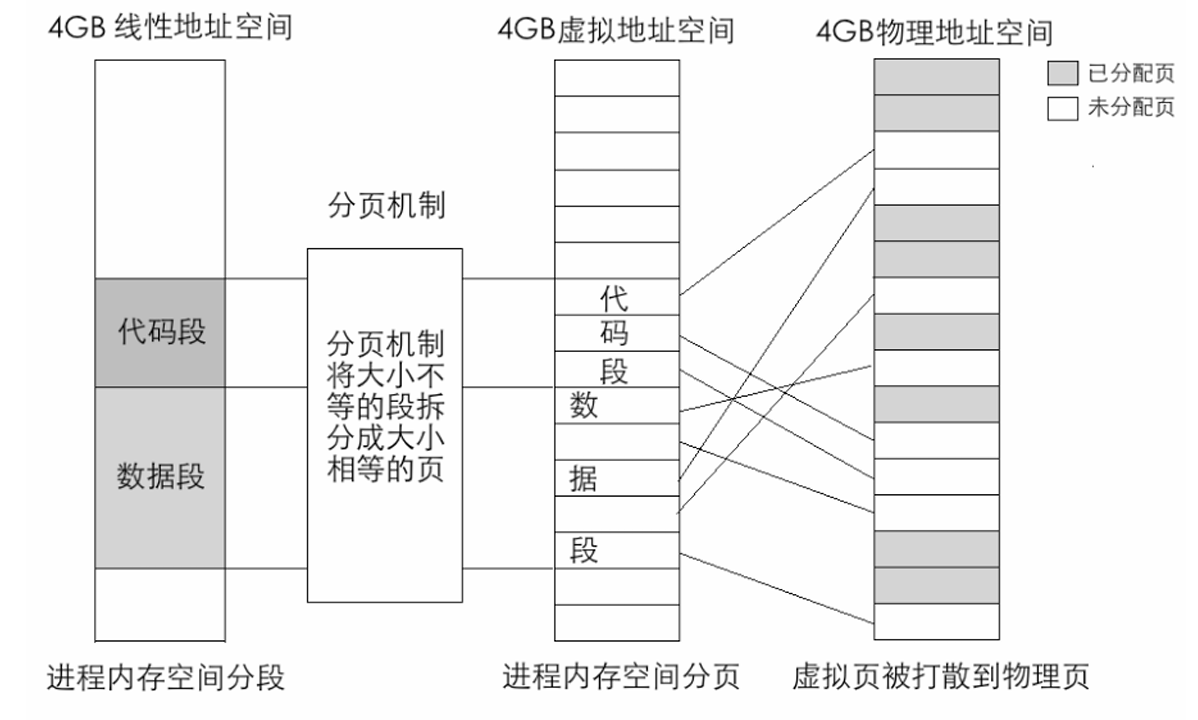 4GB 线性地址空间
4GB虚拟地址空间
4GB物理地址空间
已分配页
未分配页
分页机制
代码段
数据段
分页机制
将大小不
等的段拆
分成大小
相等的页
代
码
段
数
据
段
进程内存空间分段
进程内存空间分页
虚拟页被打散到物理页